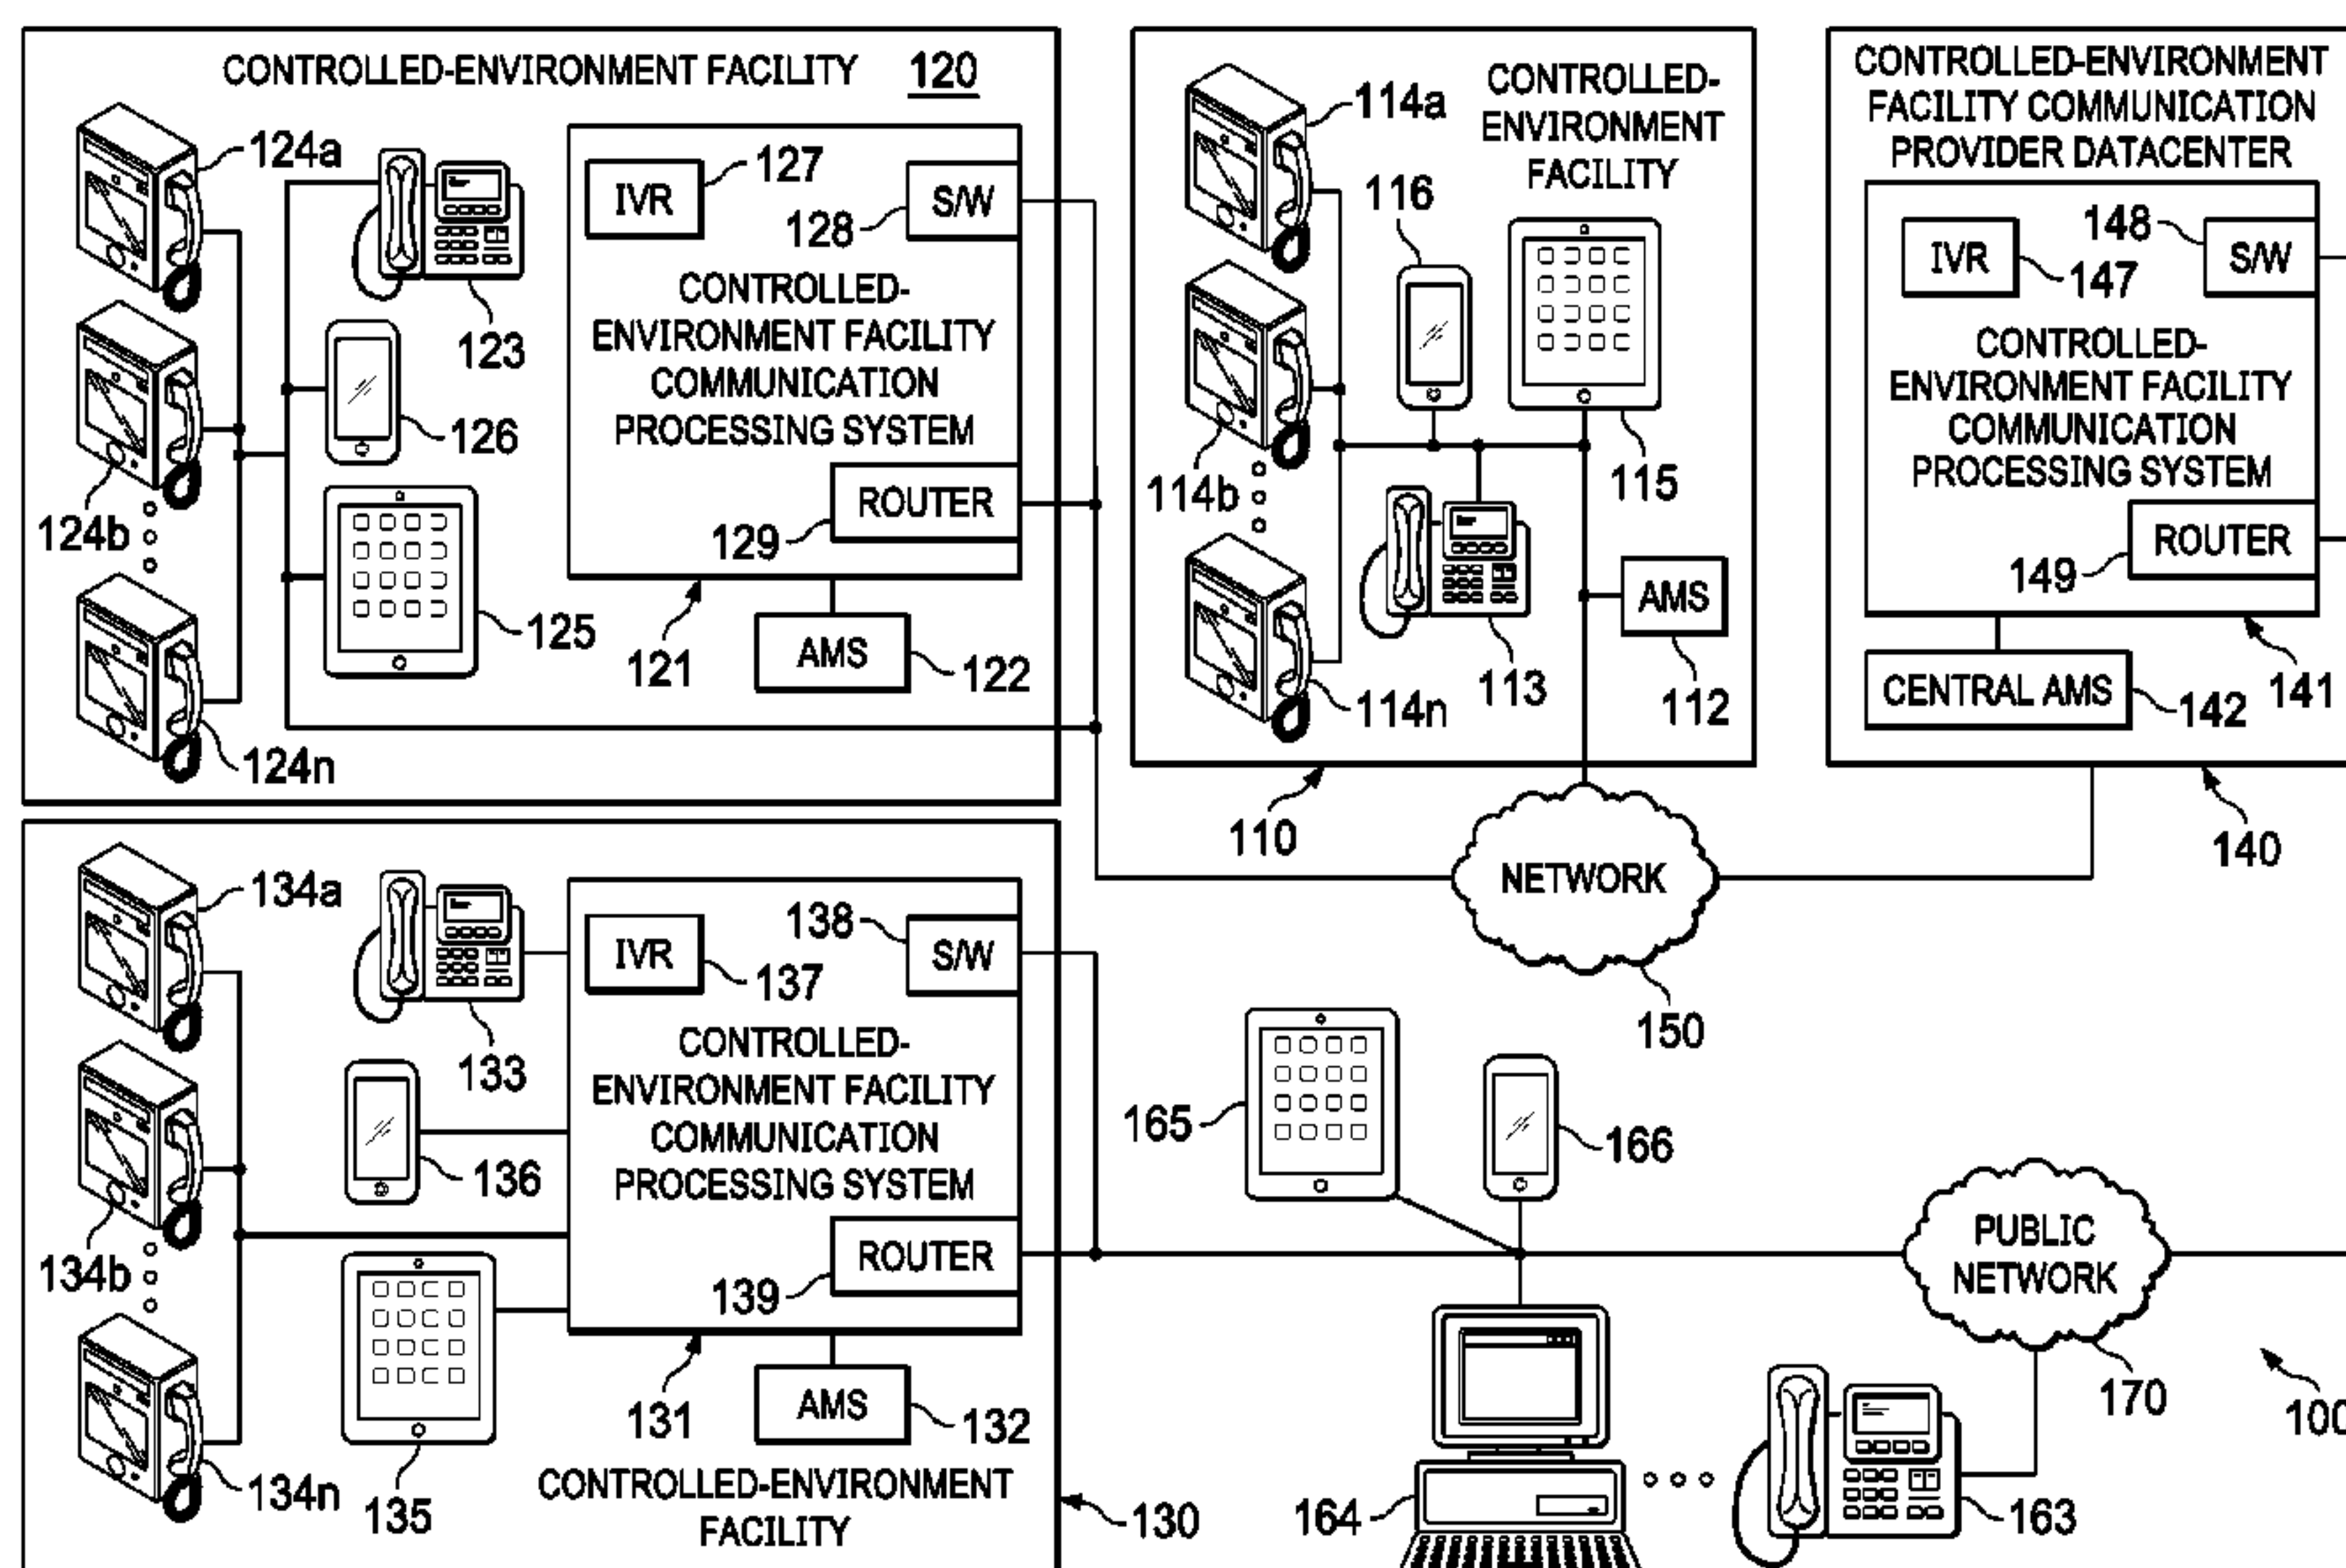 CONTROLLED-ENVIRONMENT FACILITY 120
124a
124b
124n
123
126
125
IVR
127
S/W
128
CONTROLLED-
ENVIRONMENT FACILITY
COMMUNICATION
PROCESSING SYSTEM
ROUTER
129
121
AMS
122
CONTROLLED-
ENVIRONMENT
FACILITY
114a
114b
114n
116
115
113
AMS
112
110
CONTROLLED-ENVIRONMENT
FACILITY COMMUNICATION
PROVIDER DATACENTER
IVR
147
148
S/W
CONTROLLED-
ENVIRONMENT FACILITY
COMMUNICATION
PROCESSING SYSTEM
ROUTER
149
141
CENTRAL AMS
142
140
NETWORK
150
134a
134b
134n
133
136
135
IVR
137
138
S/W
CONTROLLED-
ENVIRONMENT FACILITY
COMMUNICATION
PROCESSING SYSTEM
ROUTER
139
131
AMS
132
CONTROLLED-ENVIRONMENT
FACILITY
130
165
166
164
PUBLIC
NETWORK
170
163
100